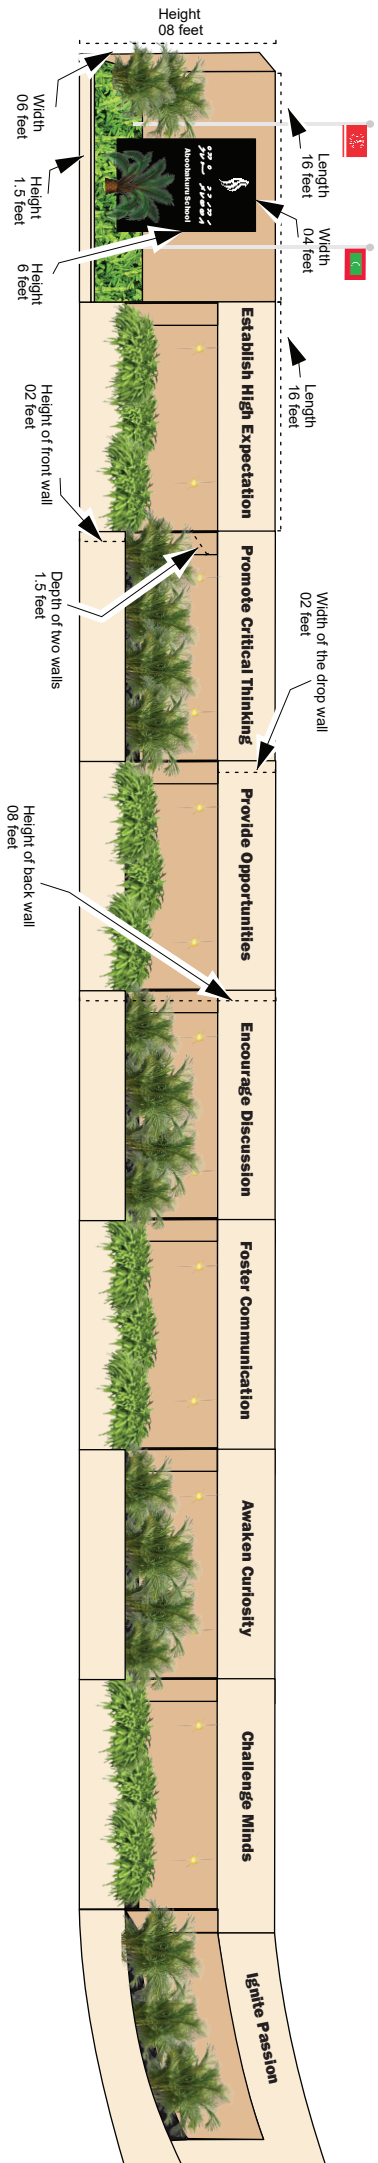 Height
08 feet
Width
06 feet
Height
1.5 feet
Height
6 feet
Length
16 feet
Width
04 feet
Aboobakuru School
Length
16 feet
Establish High Expectation
Height of front wall
02 feet
Promote Critical Thinking
Depth of two walls
1.5 feet
Width of the drop wall
02 feet
Provide Opportunities
Height of back wall
08 feet
Encourage Discussion
Foster Communication
Awaken Curiosity
Challenge Minds
Ignite Passion